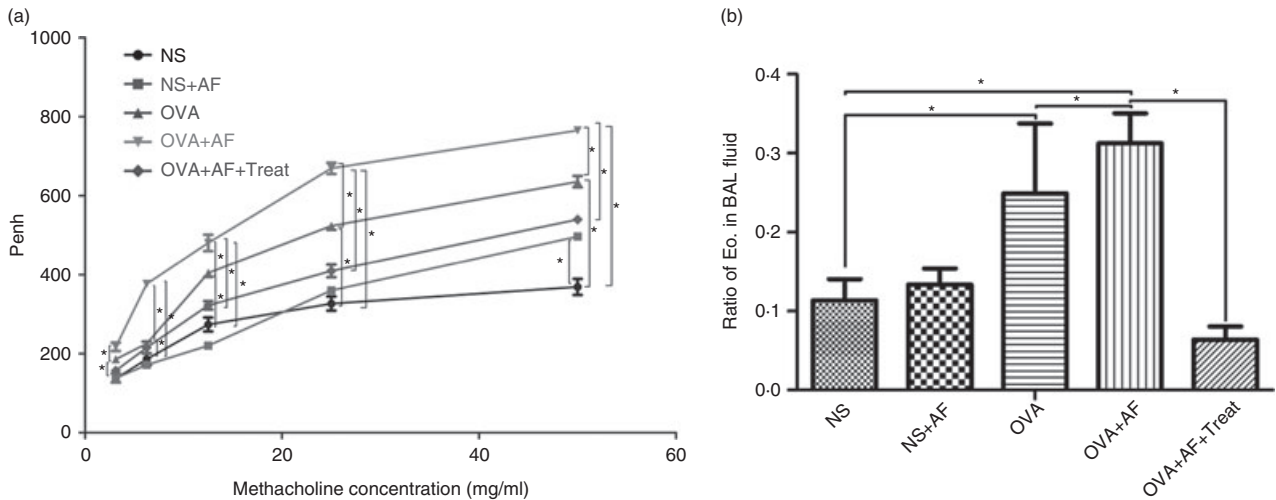 (a)
1000
800
600
400
200
0
Penh
NS
NS+AF
OVA
OVA+AF
OVA+AF+Treat
* * * * * * * * * * * * * * * * * * *
0 20 40 60
Methacholine concentration (mg/ml)
(b)
0·4
0·3
0·2
0·1
0·0
Ratio of Eo. in BAL fluid
*
* * *
NS
NS+AF
OVA
OVA+AF
OVA+AF+Treat